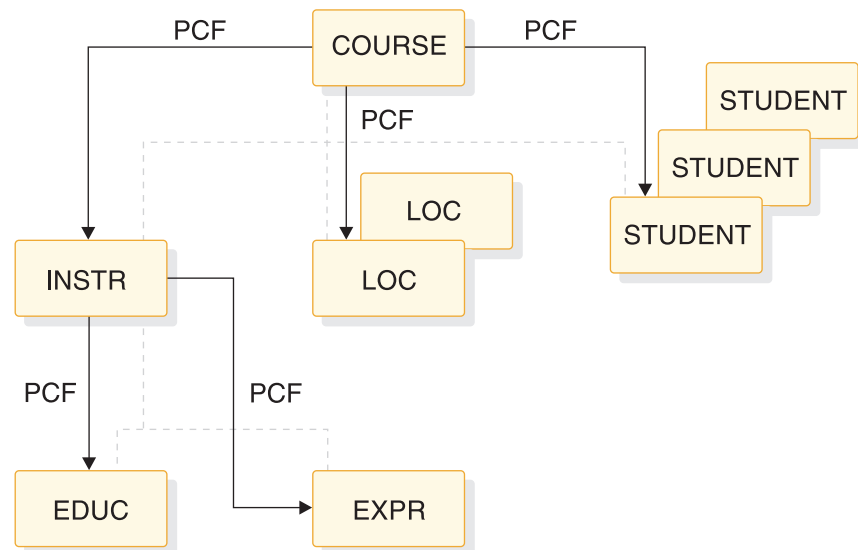 PCF
COURSE
PCF
PCF
STUDENT
STUDENT
STUDENT
LOC
LOC
INSTR
PCF
PCF
EDUC
EXPR